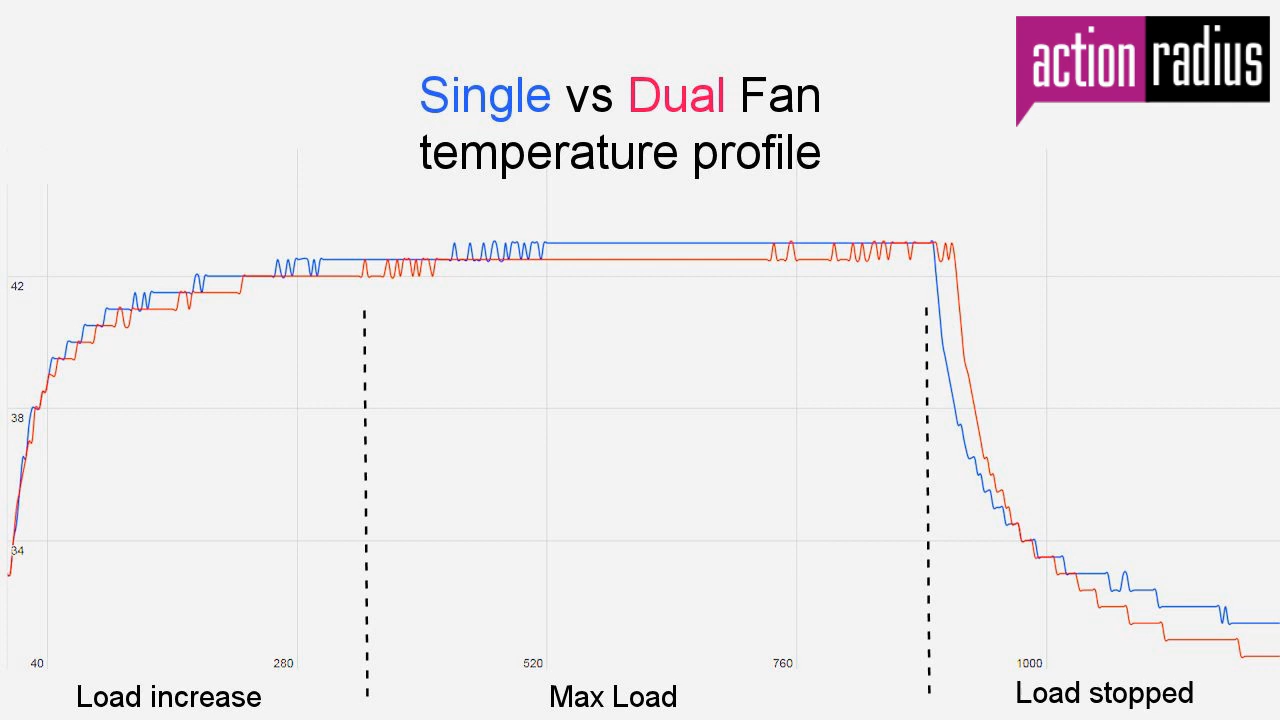 action radius
Single vs Dual Fan
temperature profile
42
38
34
40 280 520 760 1000
Load increase Max Load Load stopped